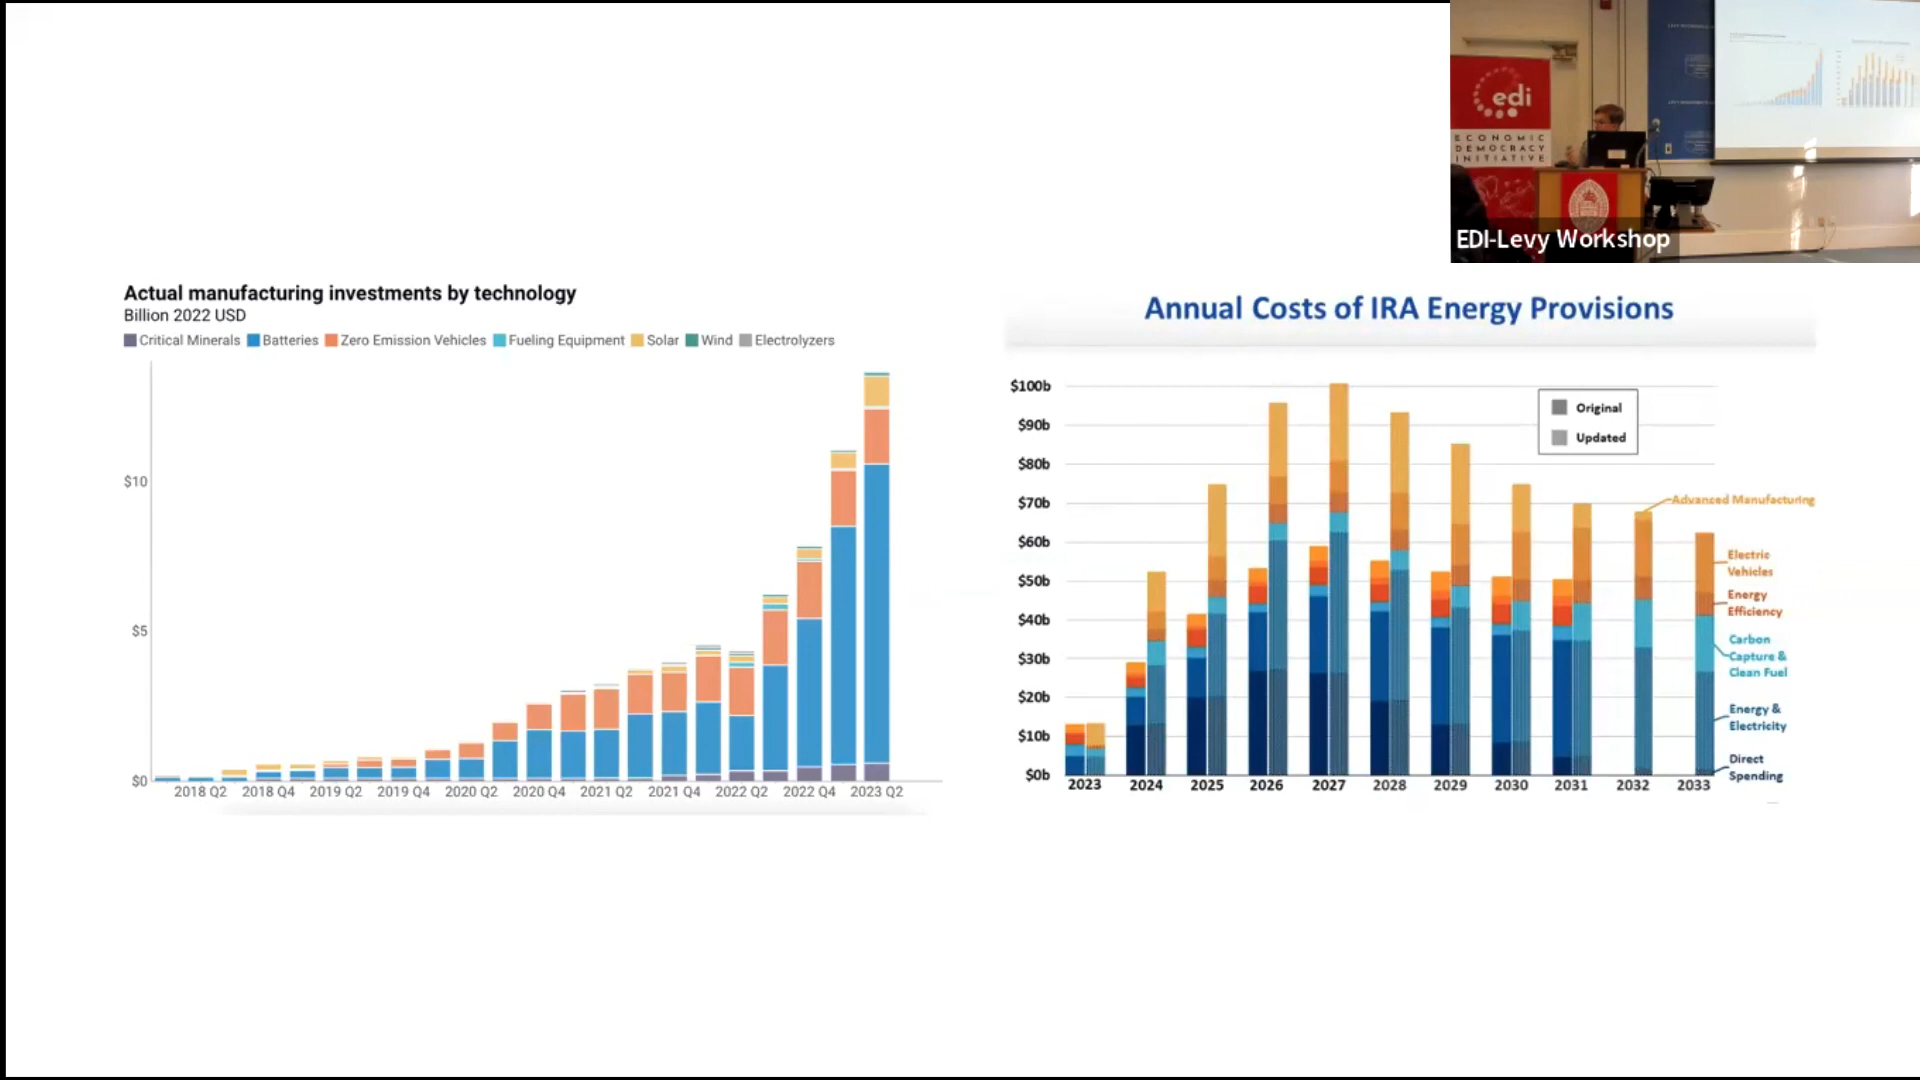 edi
ECONOMIC
DEMOCRACY
INITIATIVE
EDI-Levy Workshop
Actual manufacturing investments by technology
Billion 2022 USD
Critical Minerals Batteries Zero Emission Vehicles Fueling Equipment Solar Wind Electrolyzers
$10
$5
$0
2018 Q2 2018 Q4 2019 Q2 2019 Q4 2020 Q2 2020 Q4 2021 Q2 2021 Q4 2022 Q2 2022 Q4 2023 Q2
Annual Costs of IRA Energy Provisions
$100b
$90b
$80b
$70b
$60b
$50b
$40b
$30b
$20b
$10b
$0b
Original
Updated
Advanced Manufacturing
Electric
Vehicles
Energy
Efficiency
Carbon
Capture &
Clean Fuel
Energy &
Electricity
Direct
Spending
2023 2024 2025 2026 2027 2028 2029 2030 2031 2032 2033